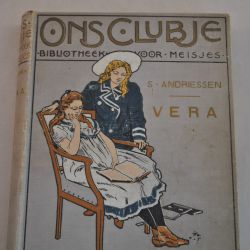 ONS CLUBJE
BIBLIOTHEEK VOOR MEISJES
S. ANDRIESSEN
VERA